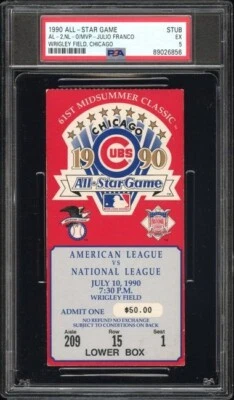 1990 ALL-STAR GAME STUB
AL-2,NL-0/MVP-JULIO FRANCO EX
WRIGLEY FIELD, CHICAGO PSA 5
89026856
61ST MIDSUMMER CLASSIC
CHICAGO
19 CUBS 90
All-Star Game
AMERICAN LEAGUE
VS
NATIONAL LEAGUE
JULY 10, 1990
7:30 P.M.
WRIGLEY FIELD
ADMIT ONE $50.00
NO REFUND NO EXCHANGE
SUBJECT TO CONDITIONS ON BACK
Aisle Row Seat
209 15 1
LOWER BOX